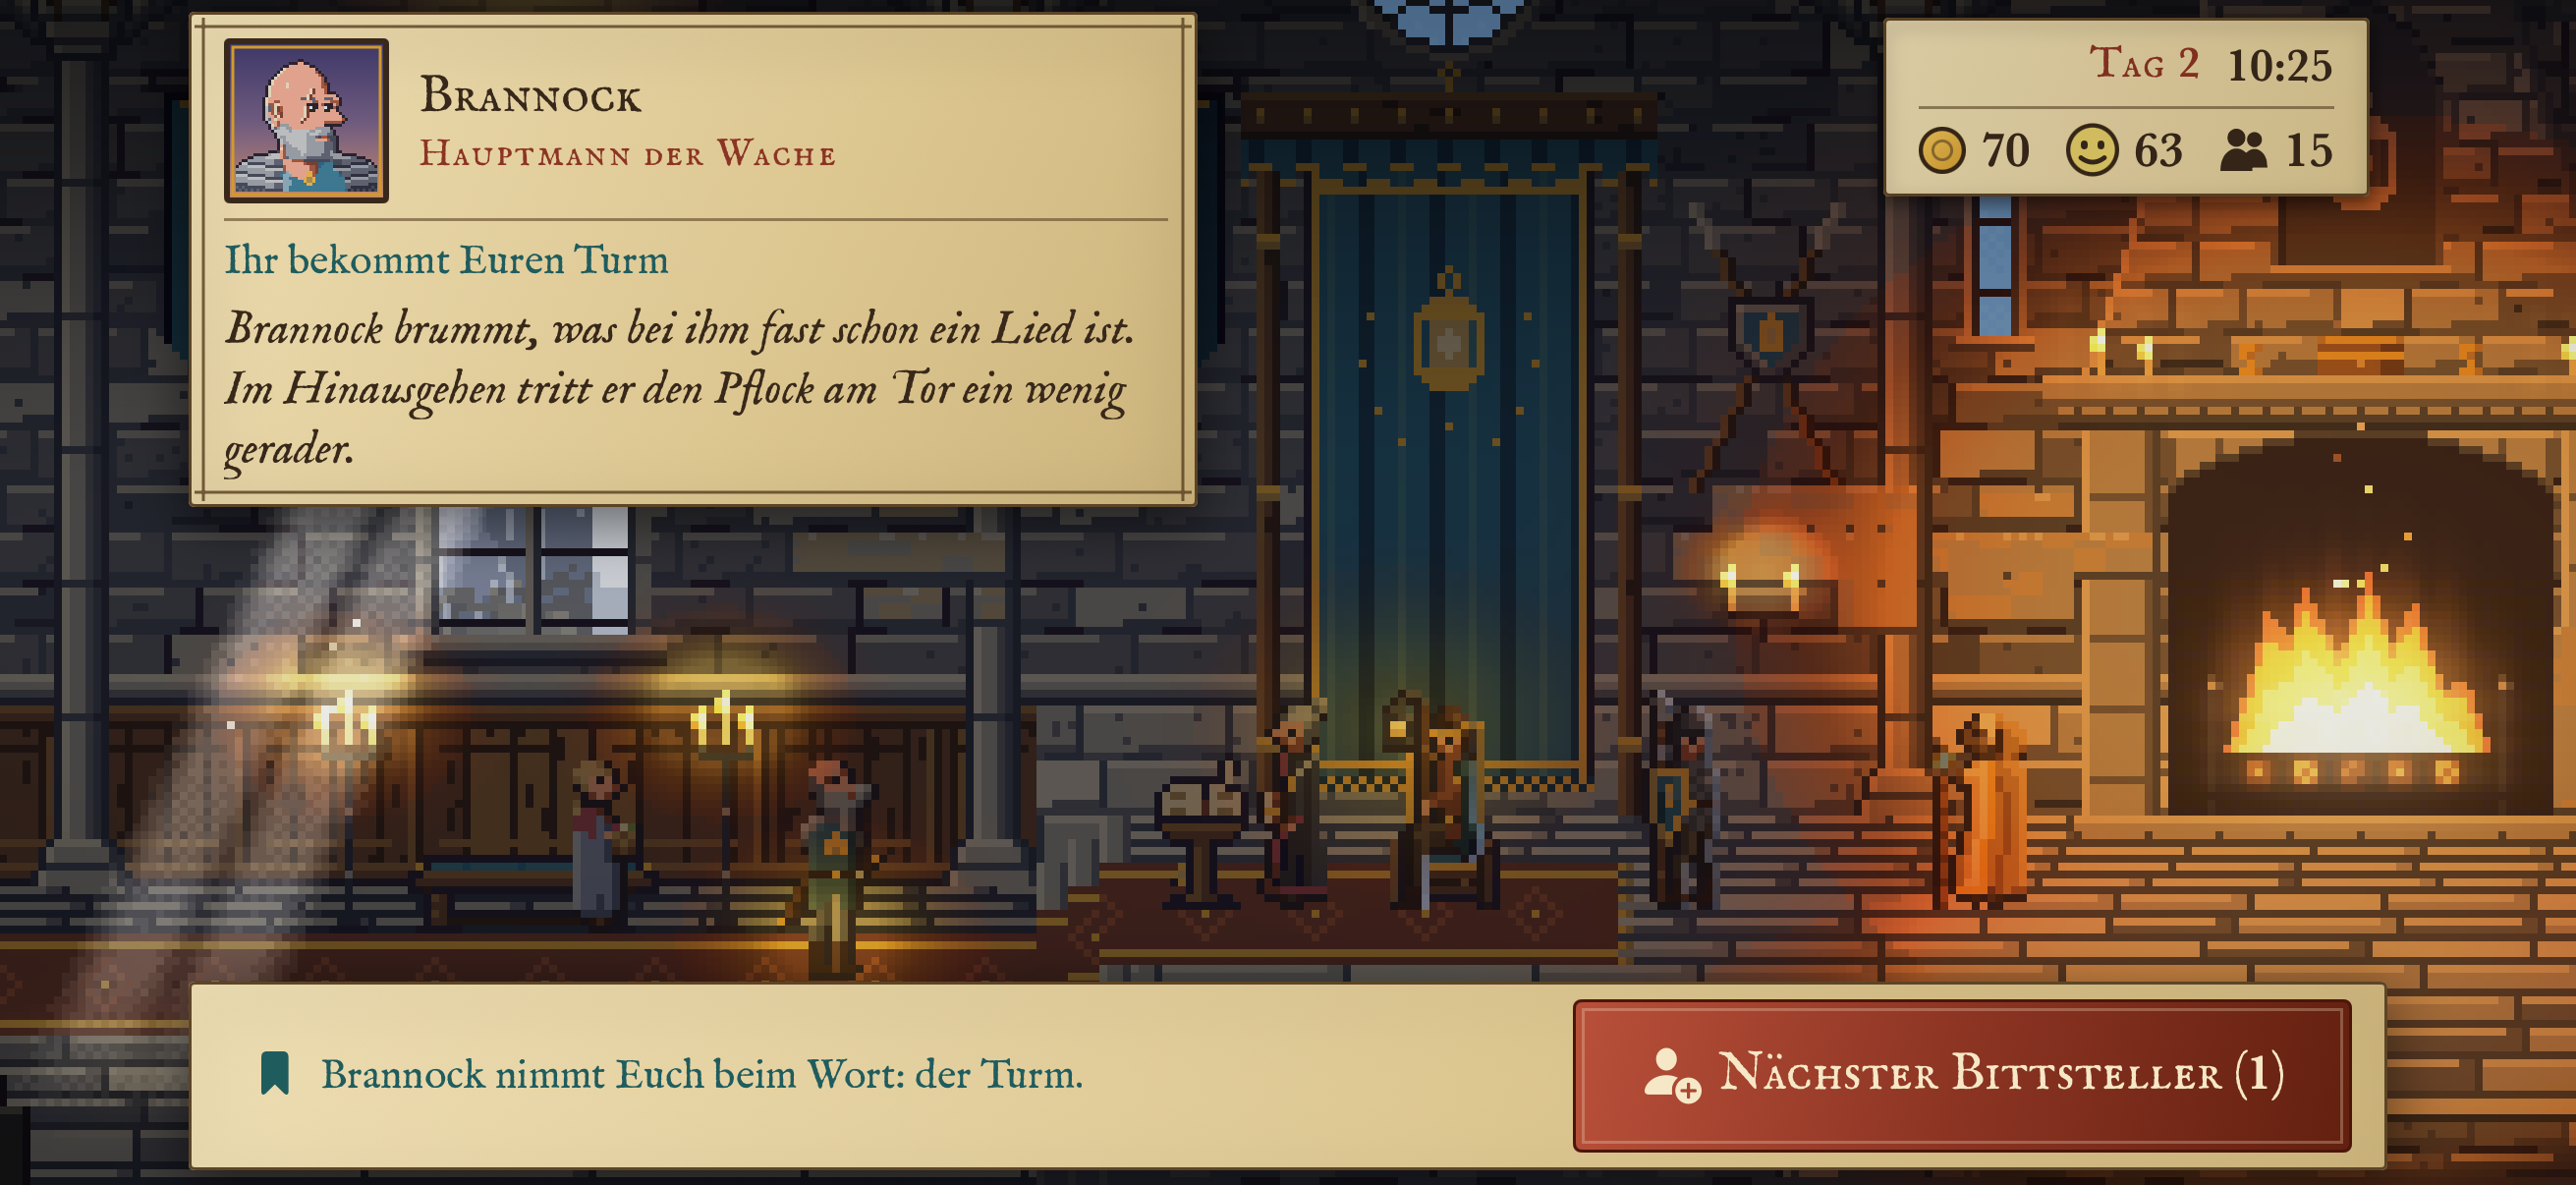 Brannock
Hauptmann der Wache
Ihr bekommt Euren Turm
Brannock brummt, was bei ihm fast schon ein Lied ist.
Im Hinausgehen tritt er den Pflock am Tor ein wenig
gerader.
Tag 2 10:25
70 63 15
Brannock nimmt Euch beim Wort: der Turm.
Nächster Bittsteller (1)